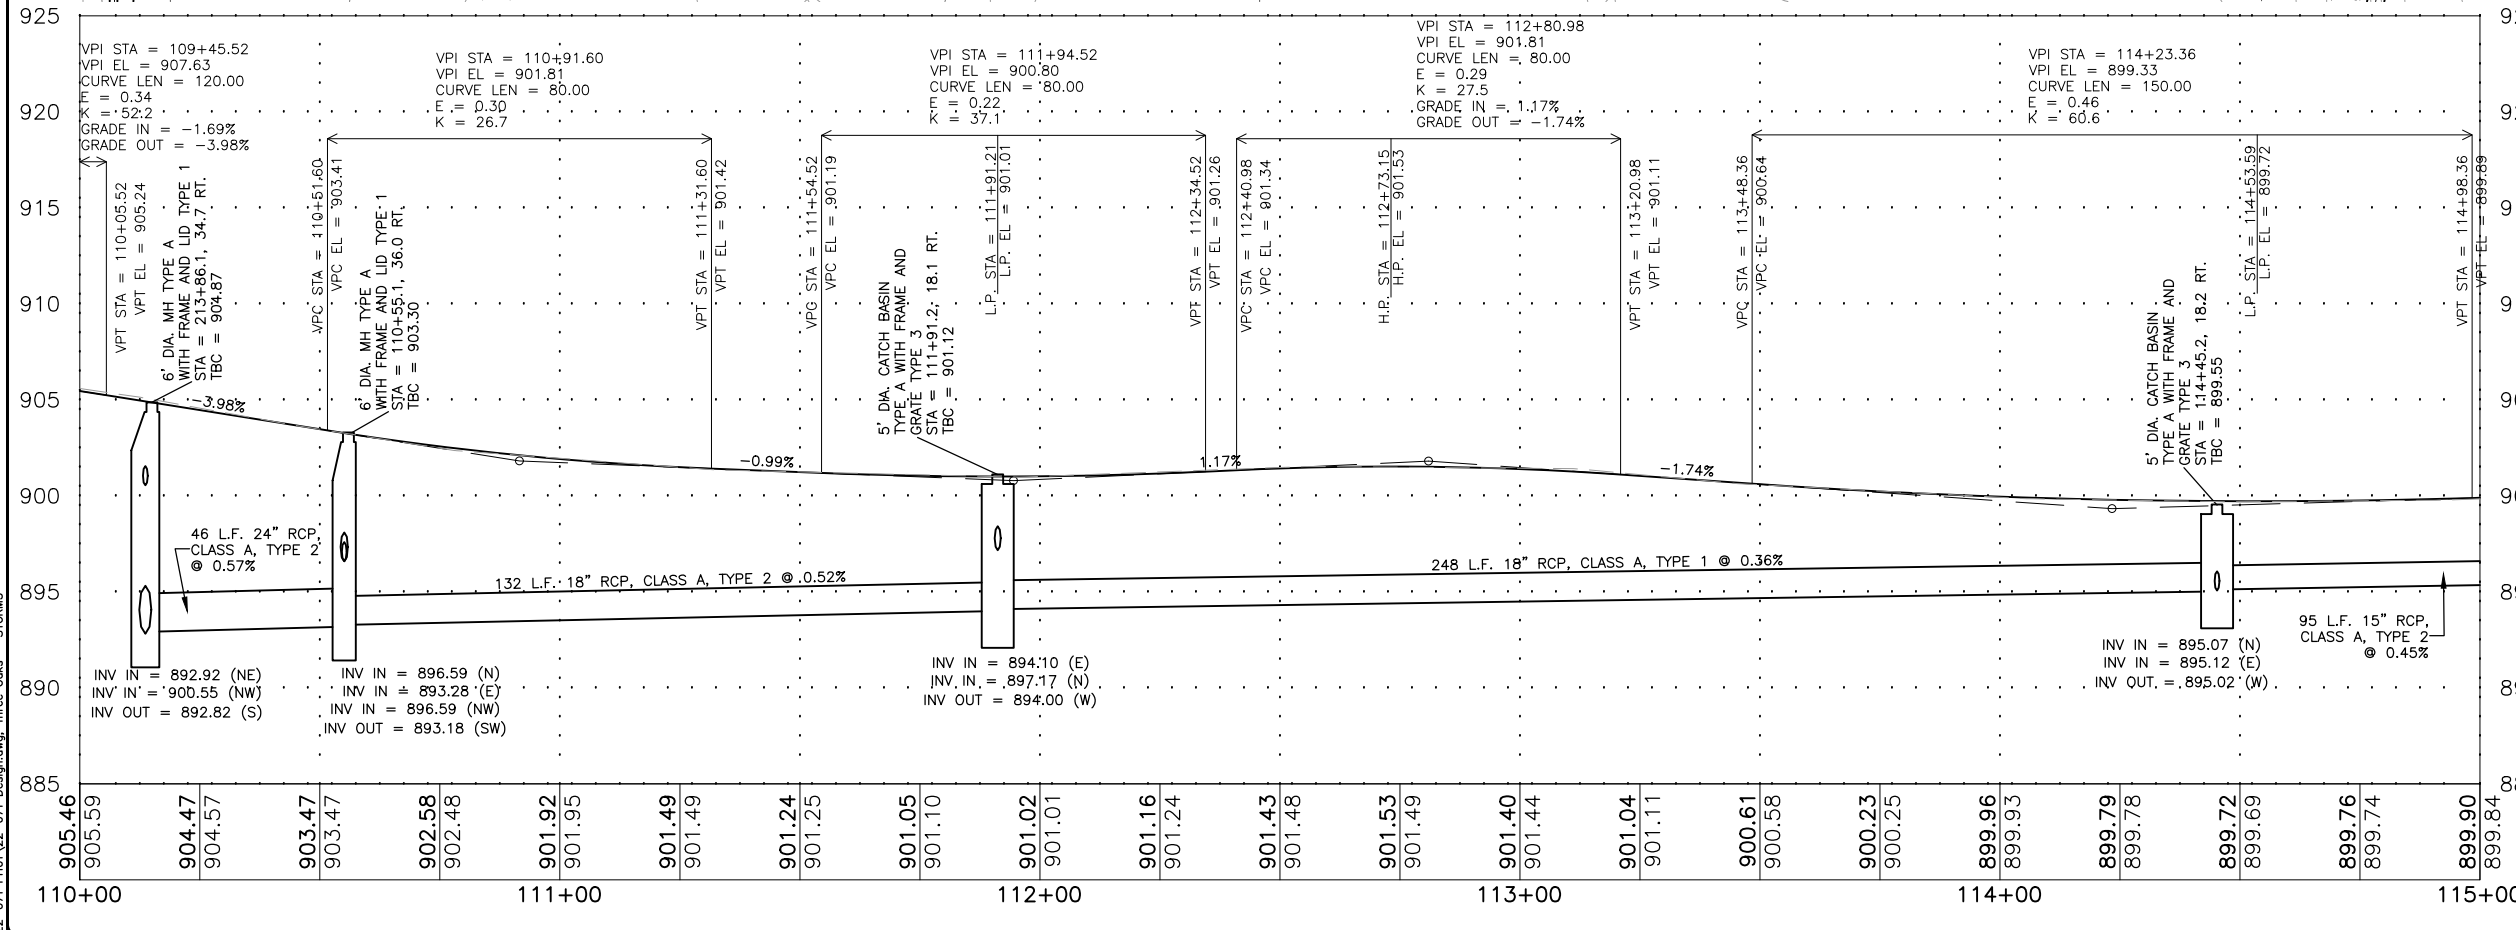 925
920
915
910
905
900
895
890
885
VPI STA = 109+45.52
VPI EL = 907.63
CURVE LEN = 120.00
E = 0.34
K = 52.2
GRADE IN = -1.69%
GRADE OUT = -3.98%
VPI STA = 110+91.60
VPI EL = 901.81
CURVE LEN = 80.00
E = 0.30
K = 26.7
VPI STA = 111+94.52
VPI EL = 900.80
CURVE LEN = 80.00
E = 0.22
K = 37.1
VPI STA = 112+80.98
VPI EL = 901.81
CURVE LEN = 80.00
E = 0.29
K = 27.5
GRADE IN = 1.17%
GRADE OUT = -1.74%
VPI STA = 114+23.36
VPI EL = 899.33
CURVE LEN = 150.00
E = 0.46
K = 60.6
VPT STA = 110+05.52
VPT EL = 905.24
6' DIA. MH TYPE A
WITH FRAME AND LID TYPE 1
STA = 213+86.1, 34.7 RT.
TBC = 904.87
VPC STA = 110+51.60
VPC EL = 903.41
6' DIA. MH TYPE A
WITH FRAME AND LID TYPE 1
STA = 110+55.1, 36.0 RT.
TBC = 903.30
VPT STA = 111+31.60
VPT EL = 901.42
VPC STA = 111+54.52
VPC EL = 901.19
5' DIA. CATCH BASIN
TYPE A WITH FRAME AND
GRATE TYPE 3
STA = 111+91.2, 18.1 RT.
TBC = 901.12
L.P. STA = 111+91.21
L.P. EL = 901.01
VPT STA = 112+34.52
VPT EL = 901.26
VPC STA = 112+40.98
VPC EL = 901.34
H.P. STA = 112+73.15
H.P. EL = 901.53
VPT STA = 113+20.98
VPT EL = 901.11
VPC STA = 113+48.36
VPC EL = 900.64
5' DIA. CATCH BASIN
TYPE A WITH FRAME AND
GRATE TYPE 3
STA = 114+45.2, 18.2 RT.
TBC = 899.55
L.P. STA = 114+53.59
L.P. EL = 899.72
VPT STA = 114+98.36
VPT EL = 899.89
-3.98%
-0.99%
1.17%
-1.74%
46 L.F. 24" RCP,
CLASS A, TYPE 2
@ 0.57%
132 L.F. 18" RCP, CLASS A, TYPE 2 @ 0.52%
248 L.F. 18" RCP, CLASS A, TYPE 1 @ 0.36%
95 L.F. 15" RCP,
CLASS A, TYPE 2
@ 0.45%
INV IN = 892.92 (NE)
INV IN = 900.55 (NW)
INV OUT = 892.82 (S)
INV IN = 896.59 (N)
INV IN = 893.28 (E)
INV IN = 896.59 (NW)
INV OUT = 893.18 (SW)
INV IN = 894.10 (E)
INV IN = 897.17 (N)
INV OUT = 894.00 (W)
INV IN = 895.07 (N)
INV IN = 895.12 (E)
INV OUT = 895.02 (W)
905.46
905.59
904.47
904.57
903.47
903.47
902.58
902.48
901.92
901.95
901.49
901.49
901.24
901.25
901.05
901.10
901.02
901.01
901.16
901.24
901.43
901.48
901.53
901.49
901.40
901.44
901.04
901.11
900.61
900.58
900.23
900.25
899.96
899.93
899.79
899.78
899.72
899.69
899.76
899.74
899.90
899.84
110+00
111+00
112+00
113+00
114+00
115+00